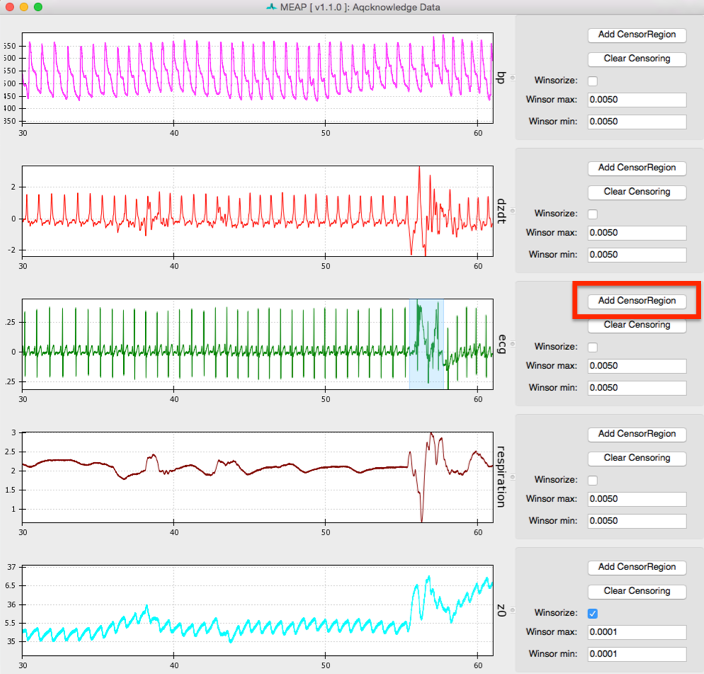 MEAP [ v1.1.0 ]: Aqcknowledge Data
550
500
550
500
450
400
350
30
40
50
60
bp
Add CensorRegion
Clear Censoring
Winsorize:
Winsor max: 0.0050
Winsor min: 0.0050
2
0
-2
30
40
50
60
dzdt
Add CensorRegion
Clear Censoring
Winsorize:
Winsor max: 0.0050
Winsor min: 0.0050
.25
0
.25
30
40
50
60
ecg
Add CensorRegion
Clear Censoring
Winsorize:
Winsor max: 0.0050
Winsor min: 0.0050
3
2.5
2
1.5
1
30
40
50
60
respiration
Add CensorRegion
Clear Censoring
Winsorize:
Winsor max: 0.0050
Winsor min: 0.0050
37
6.5
36
5.5
35
30
40
50
60
z0
Add CensorRegion
Clear Censoring
Winsorize:
Winsor max: 0.0001
Winsor min: 0.0001